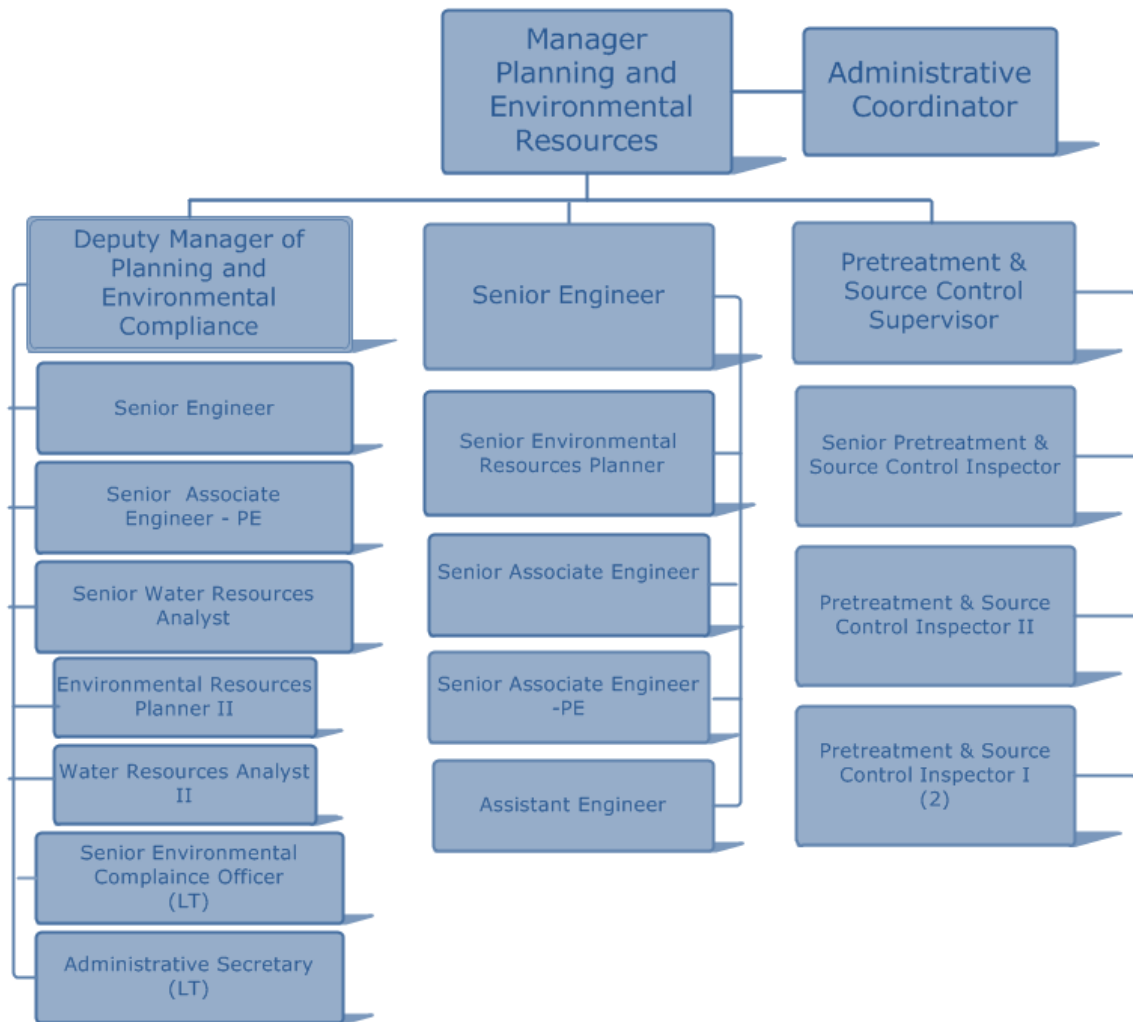 Manager
Planning and
Environmental
Resources
Administrative
Coordinator
Deputy Manager of
Planning and
Environmental
Compliance
Senior Engineer
Senior Associate
Engineer - PE
Senior Water Resources
Analyst
Environmental Resources
Planner II
Water Resources Analyst
II
Senior Environmental
Complaince Officer
(LT)
Administrative Secretary
(LT)
Senior Engineer
Senior Environmental
Resources Planner
Senior Associate Engineer
Senior Associate Engineer
-PE
Assistant Engineer
Pretreatment &
Source Control
Supervisor
Senior Pretreatment &
Source Control Inspector
Pretreatment & Source
Control Inspector II
Pretreatment & Source
Control Inspector I
(2)